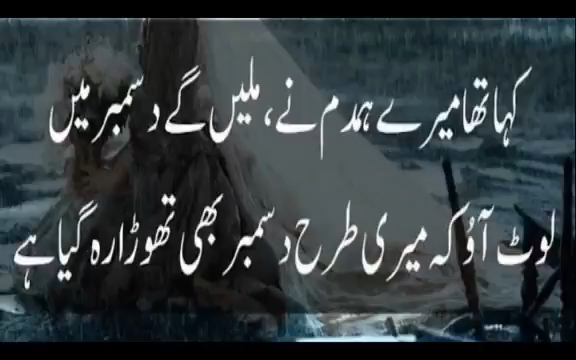 کہا تھا میرے ہمدم نے، ملیں گے دسمبر میں
لوٹ آوُ کہ میری طرح دسمبر بھی تھوڑا رہ گیا ہے